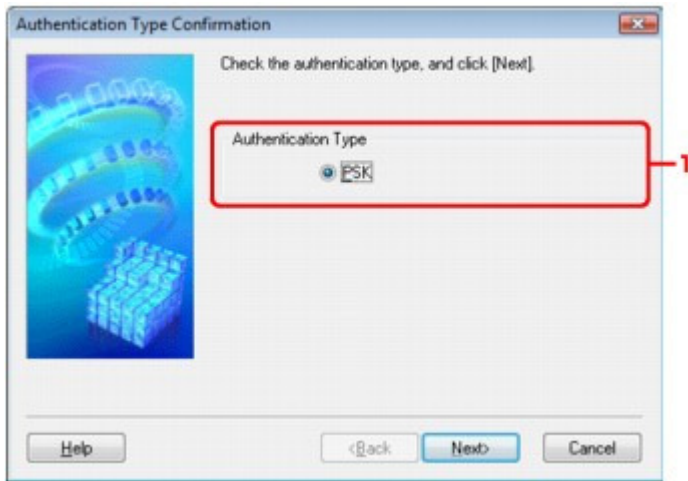 Authentication Type Confirmation
Check the authentication type, and click [Next].
Authentication Type
PSK
1
Help
<Back
Next>
Cancel